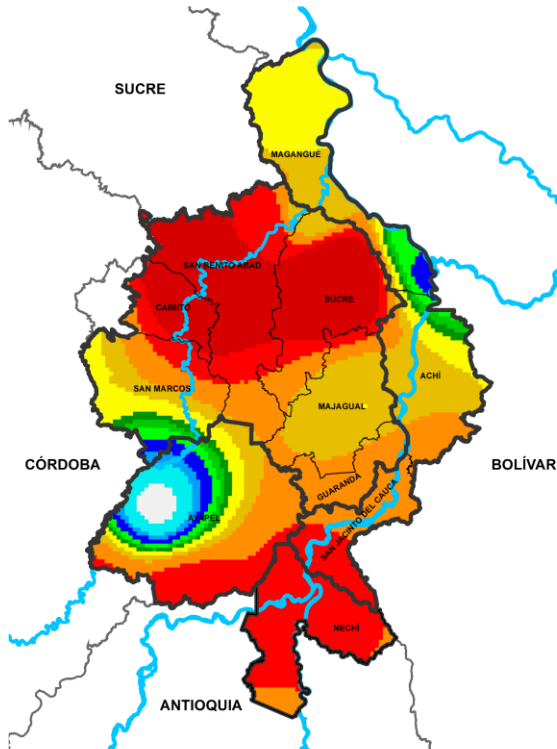 SUCRE
MAGANGUÉ
SAN BENITO ABAD
CAIMITO
SUCRE
ACHÍ
SAN MARCOS
MAJAGUAL
CÓRDOBA
BOLÍVAR
GUARANDA
AYAPEL
SAN JACINTO DEL CAUCA
NECHÍ
ANTIOQUIA